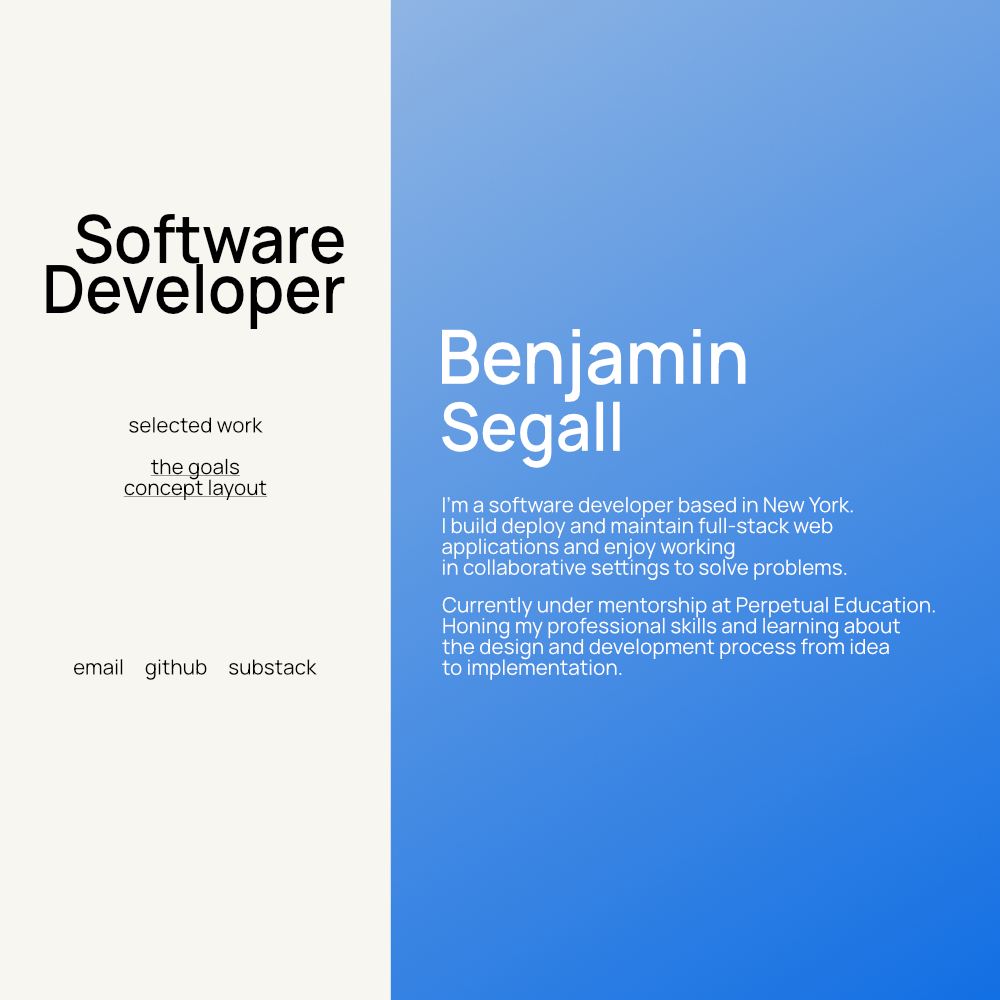 Software
Developer
selected work
the goals
concept layout
email github substack
Benjamin
Segall
I'm a software developer based in New York.
I build deploy and maintain full-stack web
applications and enjoy working
in collaborative settings to solve problems.
Currently under mentorship at Perpetual Education.
Honing my professional skills and learning about
the design and development process from idea
to implementation.